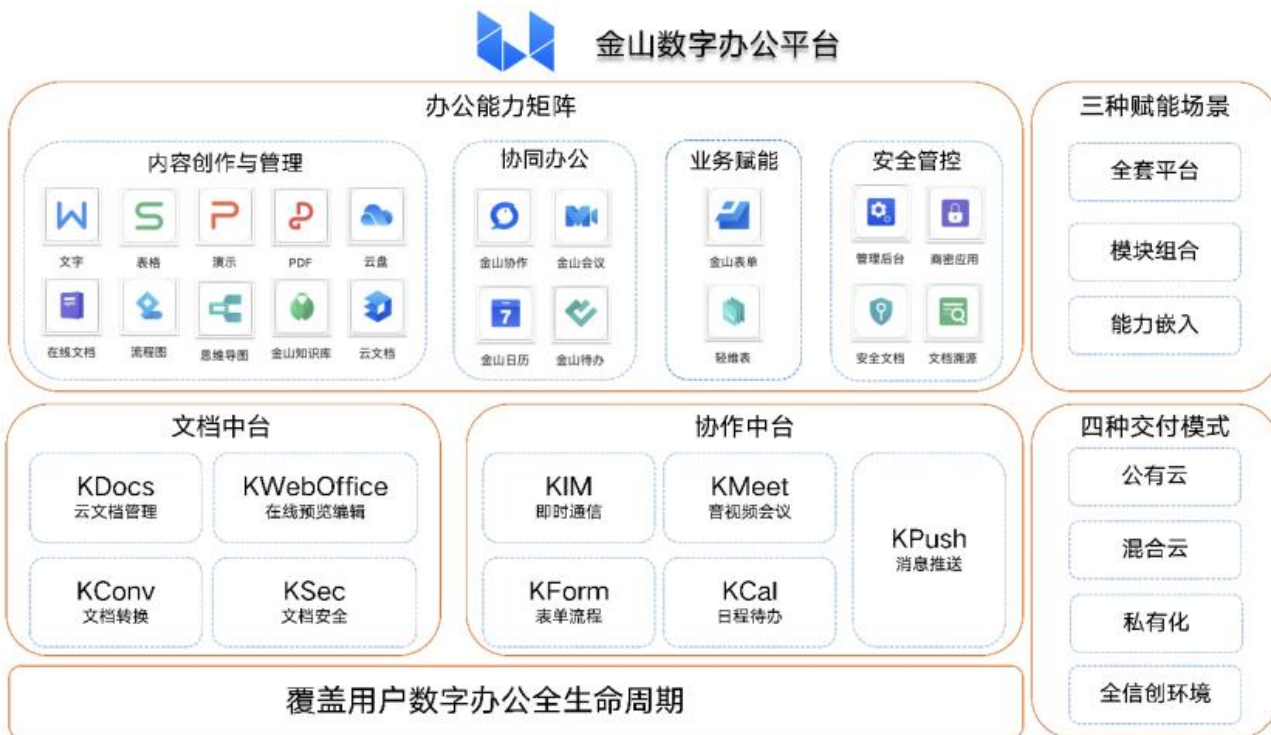 金山数字办公平台
办公能力矩阵
内容创作与管理
文字 表格 演示 PDF 云盘
在线文档 流程图 思维导图 金山知识库 云文档
协同办公
金山协作 金山会议
7
金山日历 金山待办
业务赋能
金山表单
轻维表
安全管控
管理后台 商密应用
安全文档 文档溯源
三种赋能场景
全套平台
模块组合
能力嵌入
文档中台
KDocs
云文档管理
KWebOffice
在线预览编辑
KConv
文档转换
KSec
文档安全
协作中台
KIM
即时通信
KMeet
音视频会议
KForm
表单流程
KCal
日程待办
KPush
消息推送
四种交付模式
公有云
混合云
私有化
全信创环境
覆盖用户数字办公全生命周期